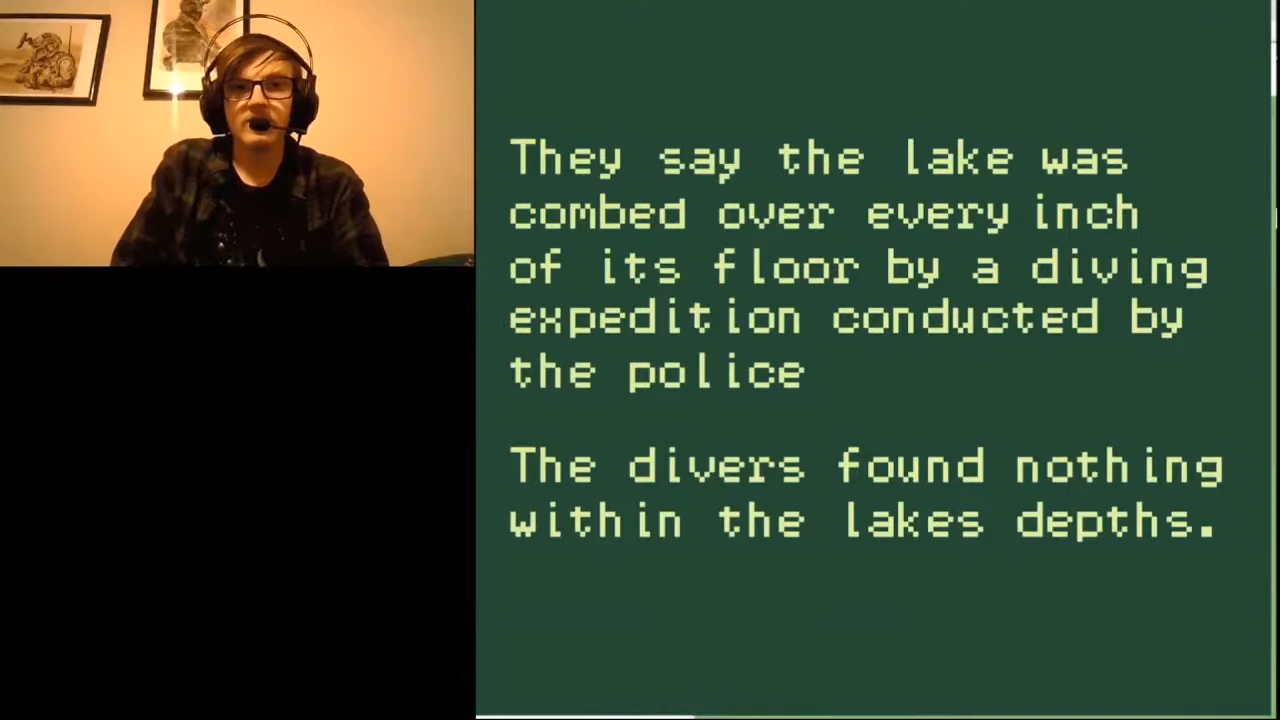 They say the lake was
combed over every inch
of its floor by a diving
expedition conducted by
the police
The divers found nothing
within the lakes depths.